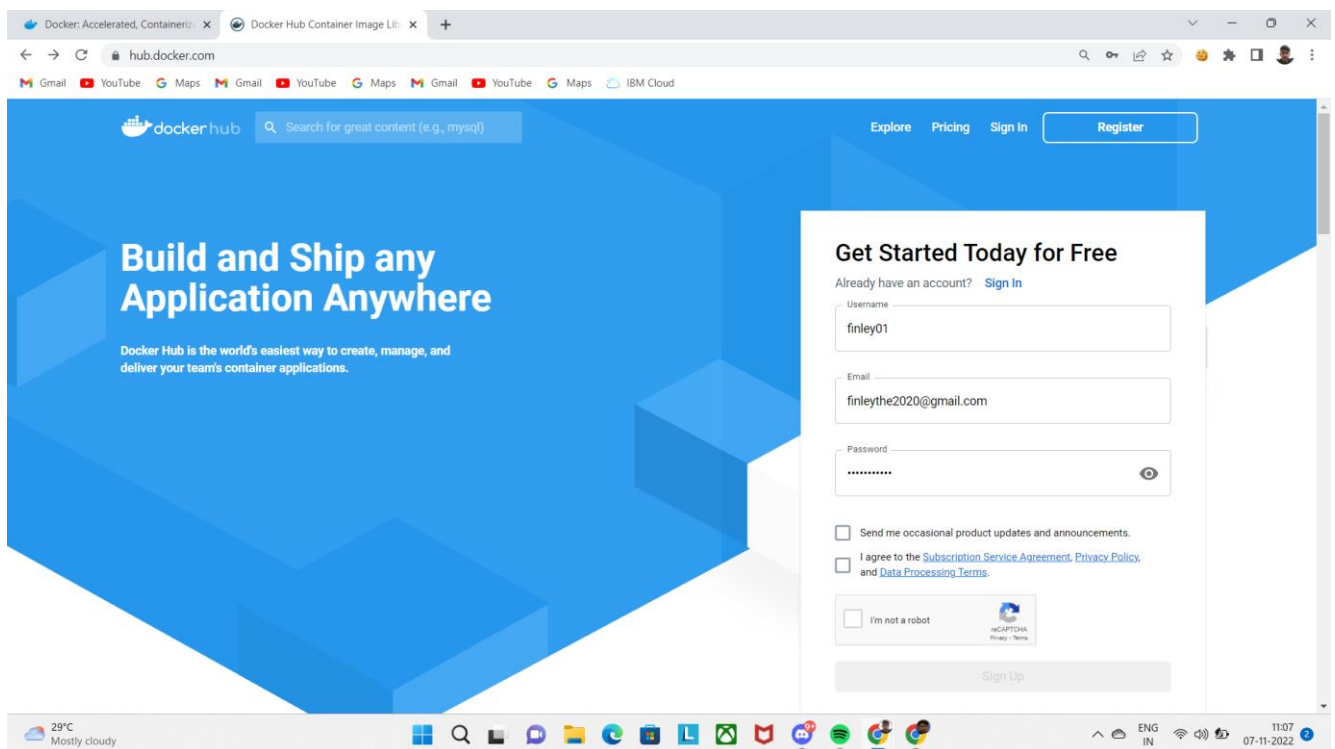 Docker: Accelerated, Containeriz
Docker Hub Container Image Lib
hub.docker.com
Gmail YouTube Maps Gmail YouTube Maps Gmail YouTube Maps IBM Cloud
dockerhub Search for great content (e.g., mysql) Explore Pricing Sign In Register
Build and Ship any
Application Anywhere
Docker Hub is the world's easiest way to create, manage, and
deliver your team's container applications.
Get Started Today for Free
Already have an account? Sign In
Username
finley01
Email
finleythe2020@gmail.com
Password
•••••••••••
Send me occasional product updates and announcements.
I agree to the Subscription Service Agreement, Privacy Policy,
and Data Processing Terms.
I'm not a robot
reCAPTCHA
Privacy - Terms
Sign Up
29°C
Mostly cloudy
ENG
IN
11:07
07-11-2022
2